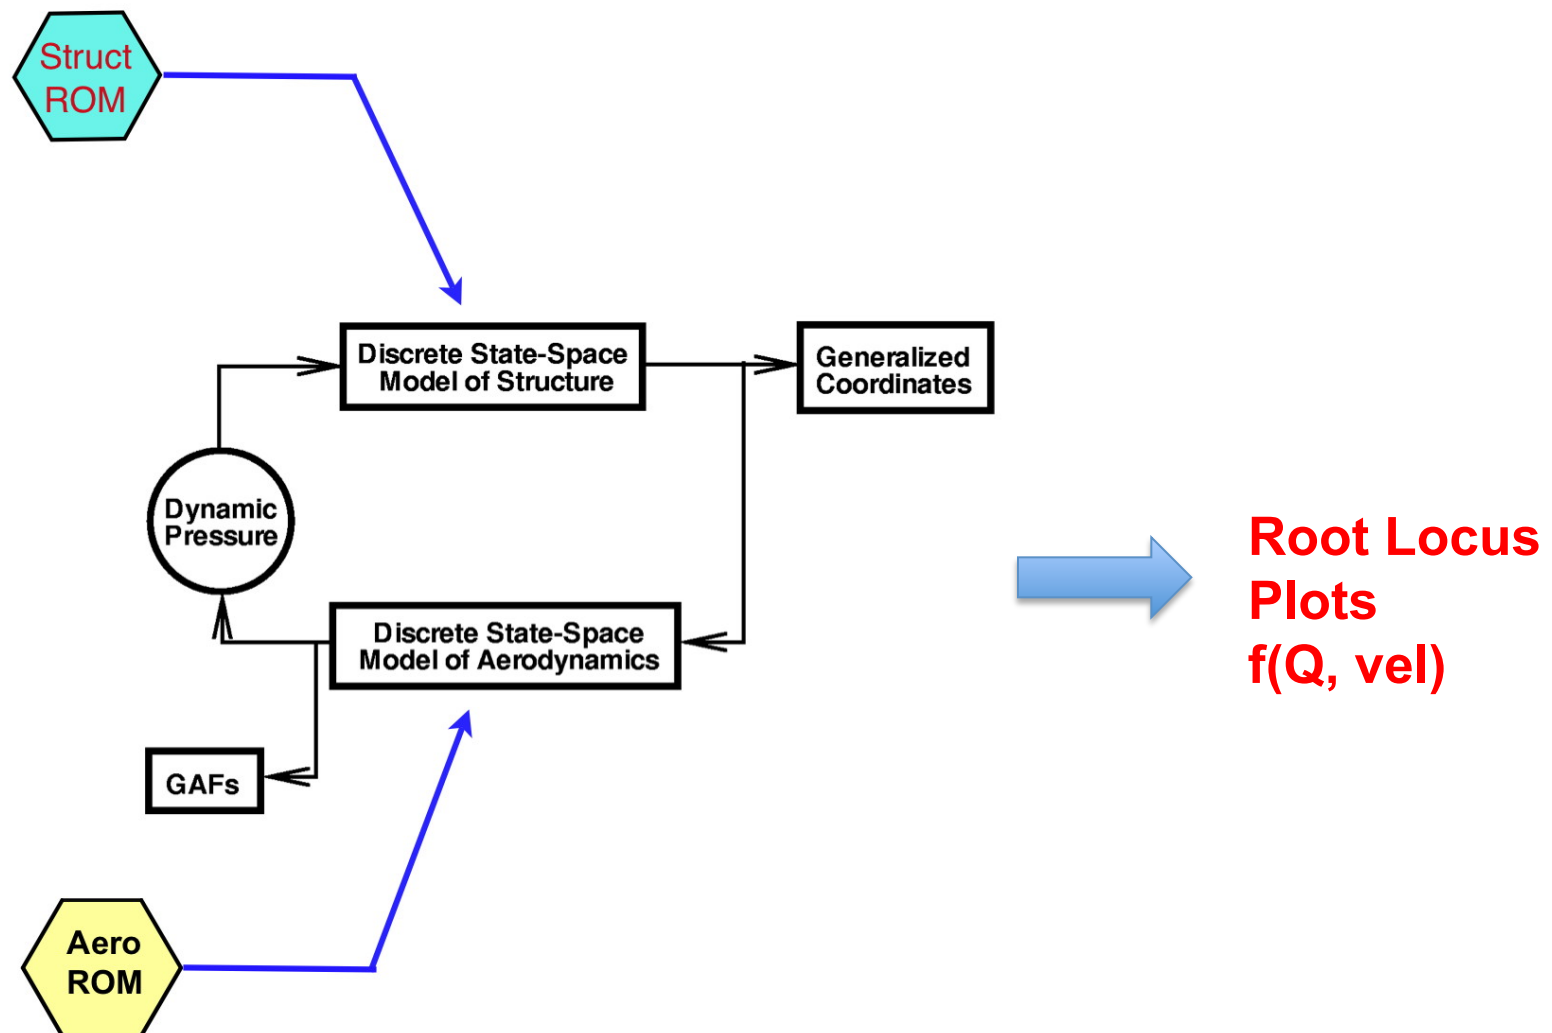 Struct
ROM
Discrete State-Space
Model of Structure
Generalized
Coordinates
Dynamic
Pressure
Root Locus
Plots
f(Q, vel)
Discrete State-Space
Model of Aerodynamics
GAFs
Aero
ROM